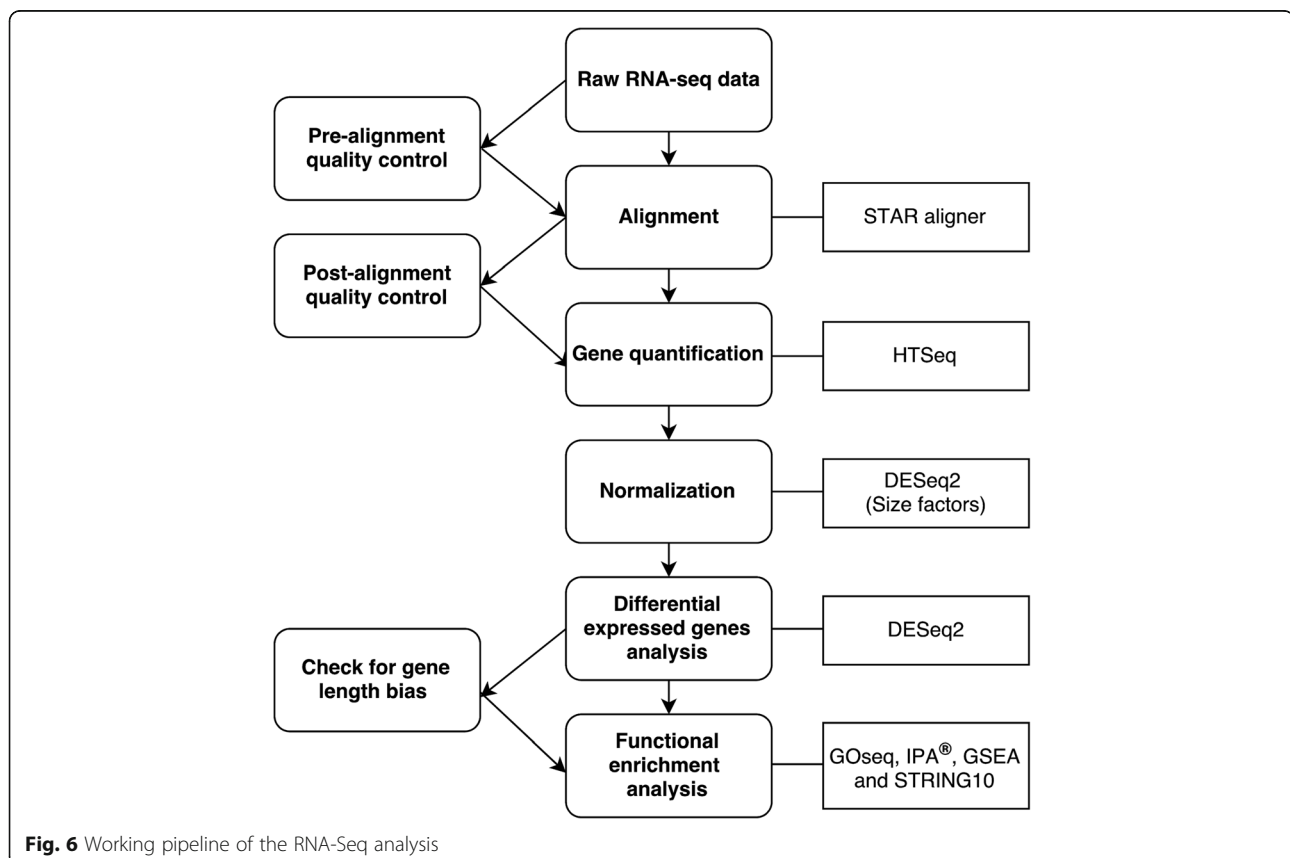 Raw RNA-seq data
Pre-alignment
quality control
Alignment
STAR aligner
Post-alignment
quality control
Gene quantification
HTSeq
Normalization
DESeq2
(Size factors)
Differential
expressed genes
analysis
DESeq2
Check for gene
length bias
Functional
enrichment
analysis
GOseq, IPA®, GSEA
and STRING10
Fig. 6 Working pipeline of the RNA-Seq analysis